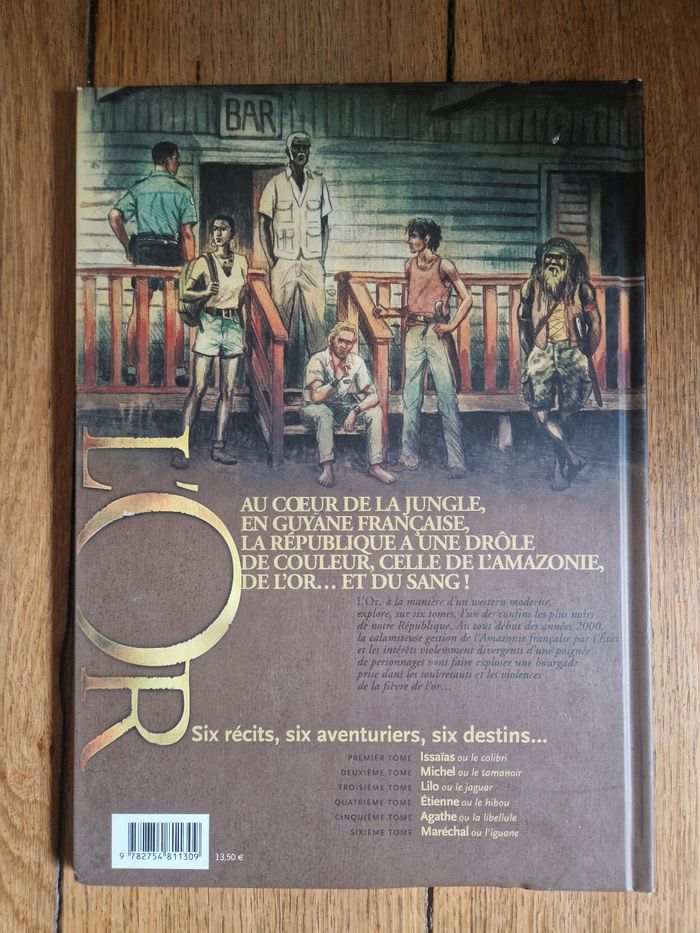 BAR
L'OR
AU CŒUR DE LA JUNGLE,
EN GUYANE FRANÇAISE,
LA RÉPUBLIQUE A UNE DRÔLE
DE COULEUR, CELLE DE L'AMAZONIE,
DE L'OR... ET DU SANG !
L'Or, à la manière d'un western moderne,
explore, sur six tomes, l'un des confins les plus noirs
de notre République. Au tout début des années 2000,
la calamiteuse gestion de l'Amazonie française par l'État
et les intérêts violemment divergents d'une poignée
de personnages vont faire exploser une bourgade
prise dans les soubresauts et les violences
de la fièvre de l'or...
Six récits, six aventuriers, six destins...
PREMIER TOME Issaïas ou le colibri
DEUXIÈME TOME Michel ou le tamanoir
TROISIÈME TOME Lilo ou le jaguar
QUATRIÈME TOME Étienne ou le hibou
CINQUIÈME TOME Agathe ou la libellule
SIXIÈME TOME Maréchal ou l'iguane
9 782754 811309
13,50 €